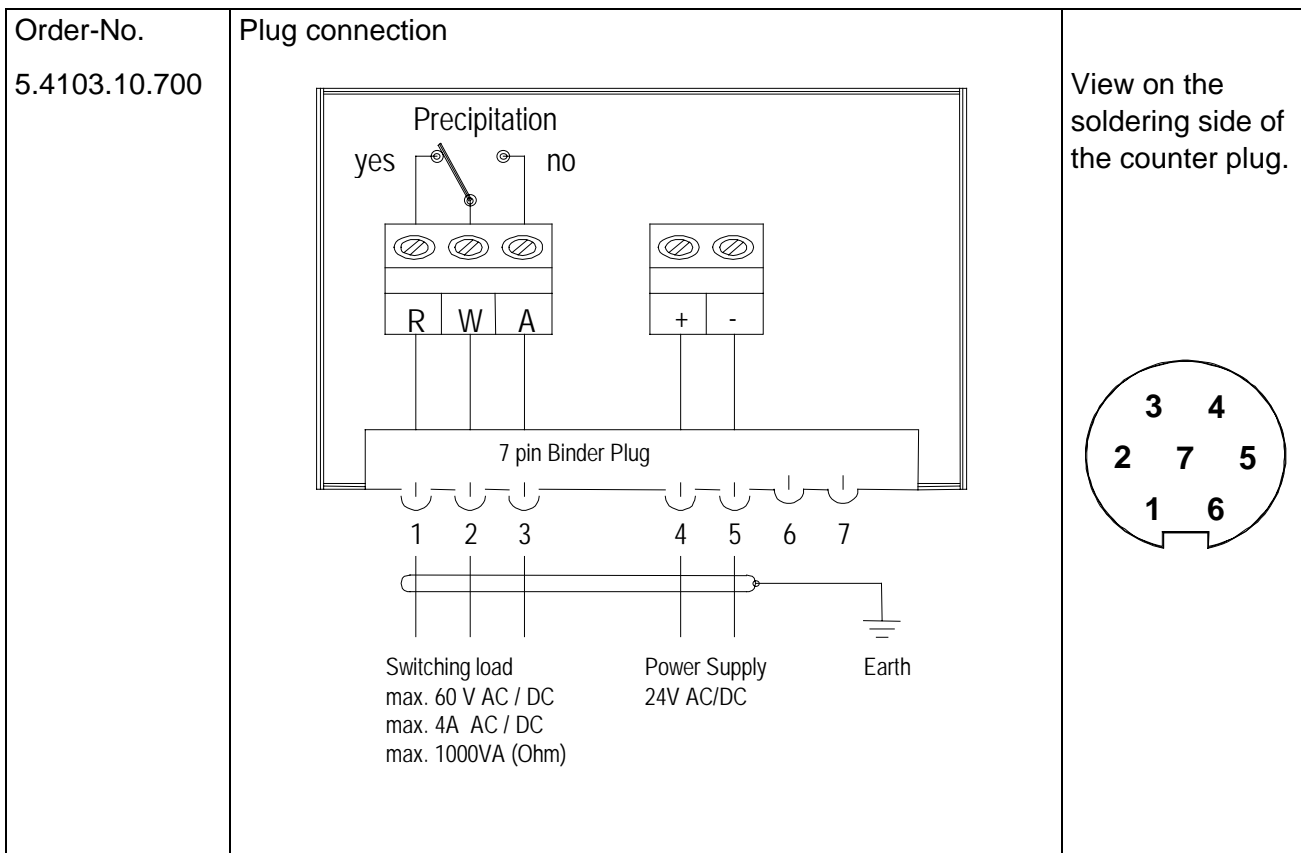 Order-No.
Plug connection
5.4103.10.700
View on the
soldering side of
the counter plug.
Precipitation
yes
no
R W A
+ -
7 pin Binder Plug
1 2 3 4 5 6 7
3 4
2 7 5
1 6
Switching load
max. 60 V AC / DC
max. 4A AC / DC
max. 1000VA (Ohm)
Power Supply
24V AC/DC
Earth